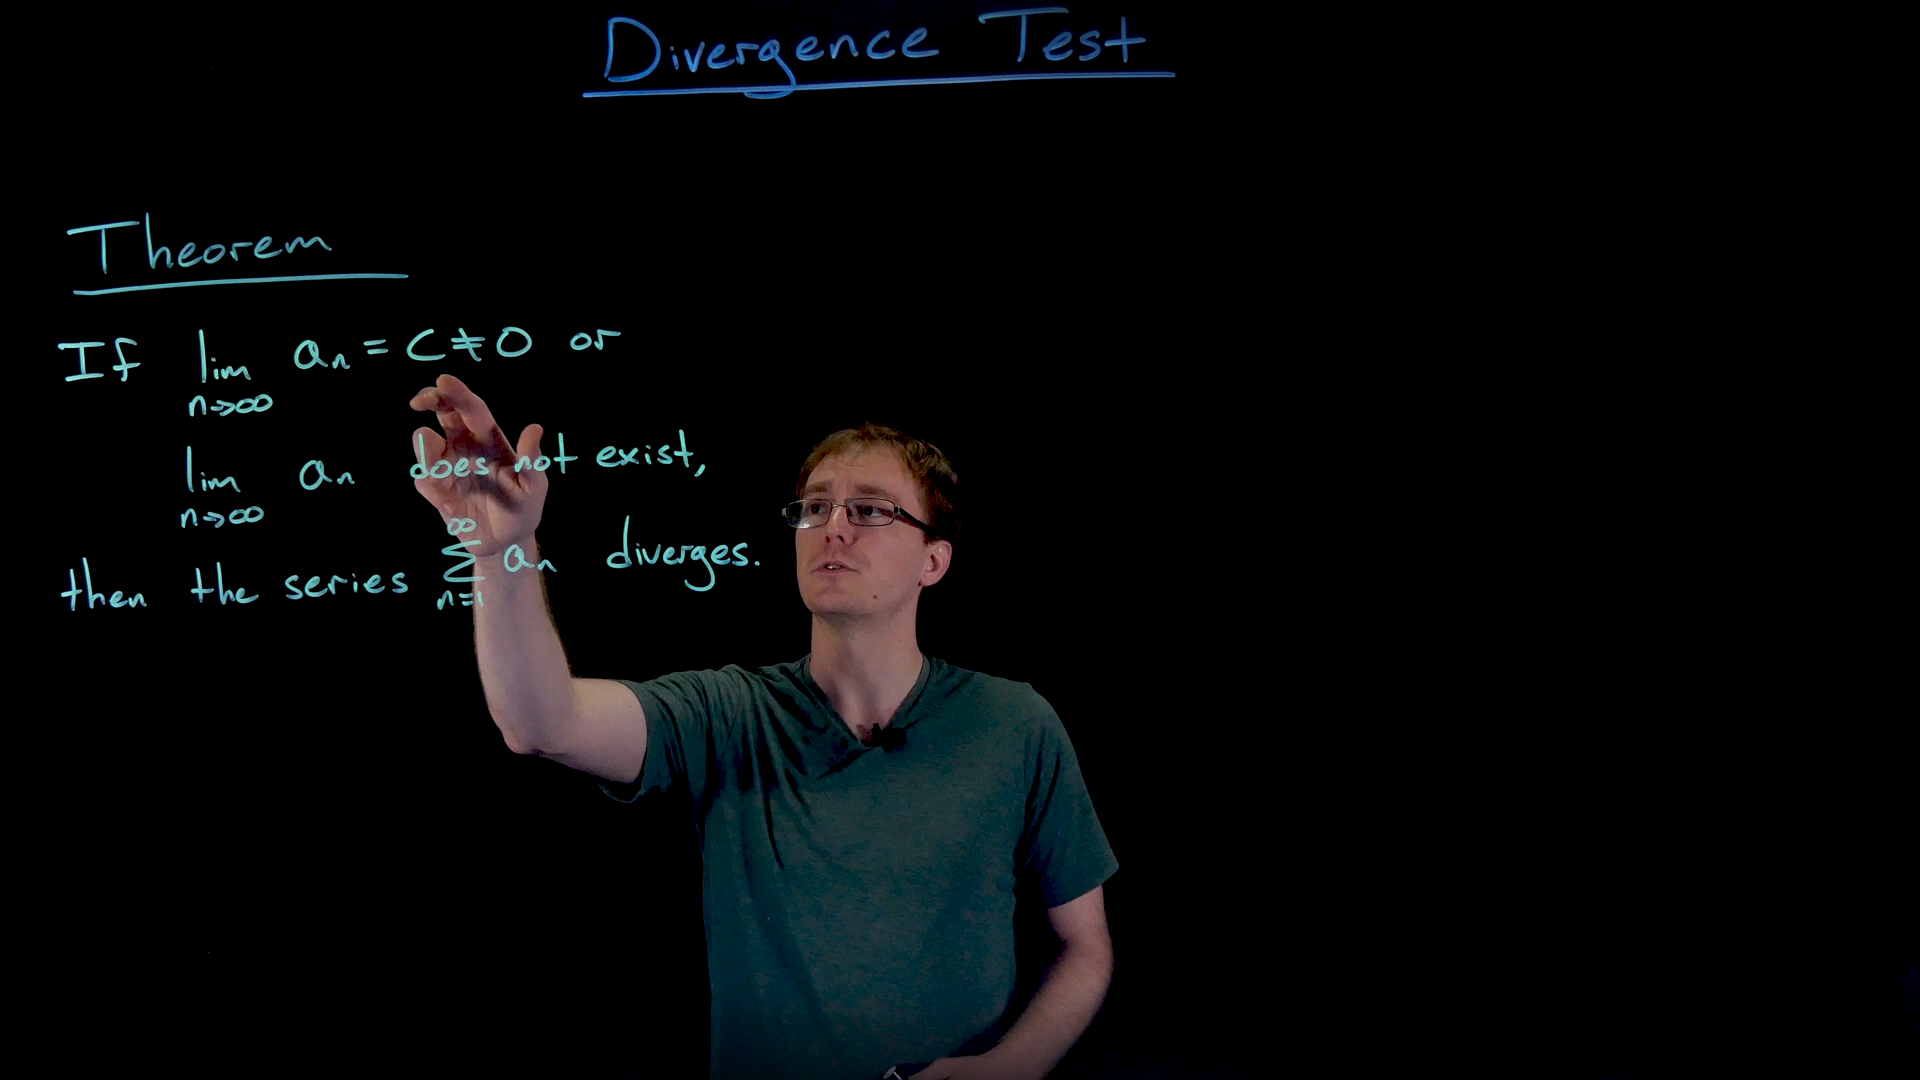 Divergence Test
Theorem
If lim n→∞ aₙ = C ≠ 0 or
lim n→∞ aₙ does not exist,
then the series ∞ Σ n=1 aₙ diverges.